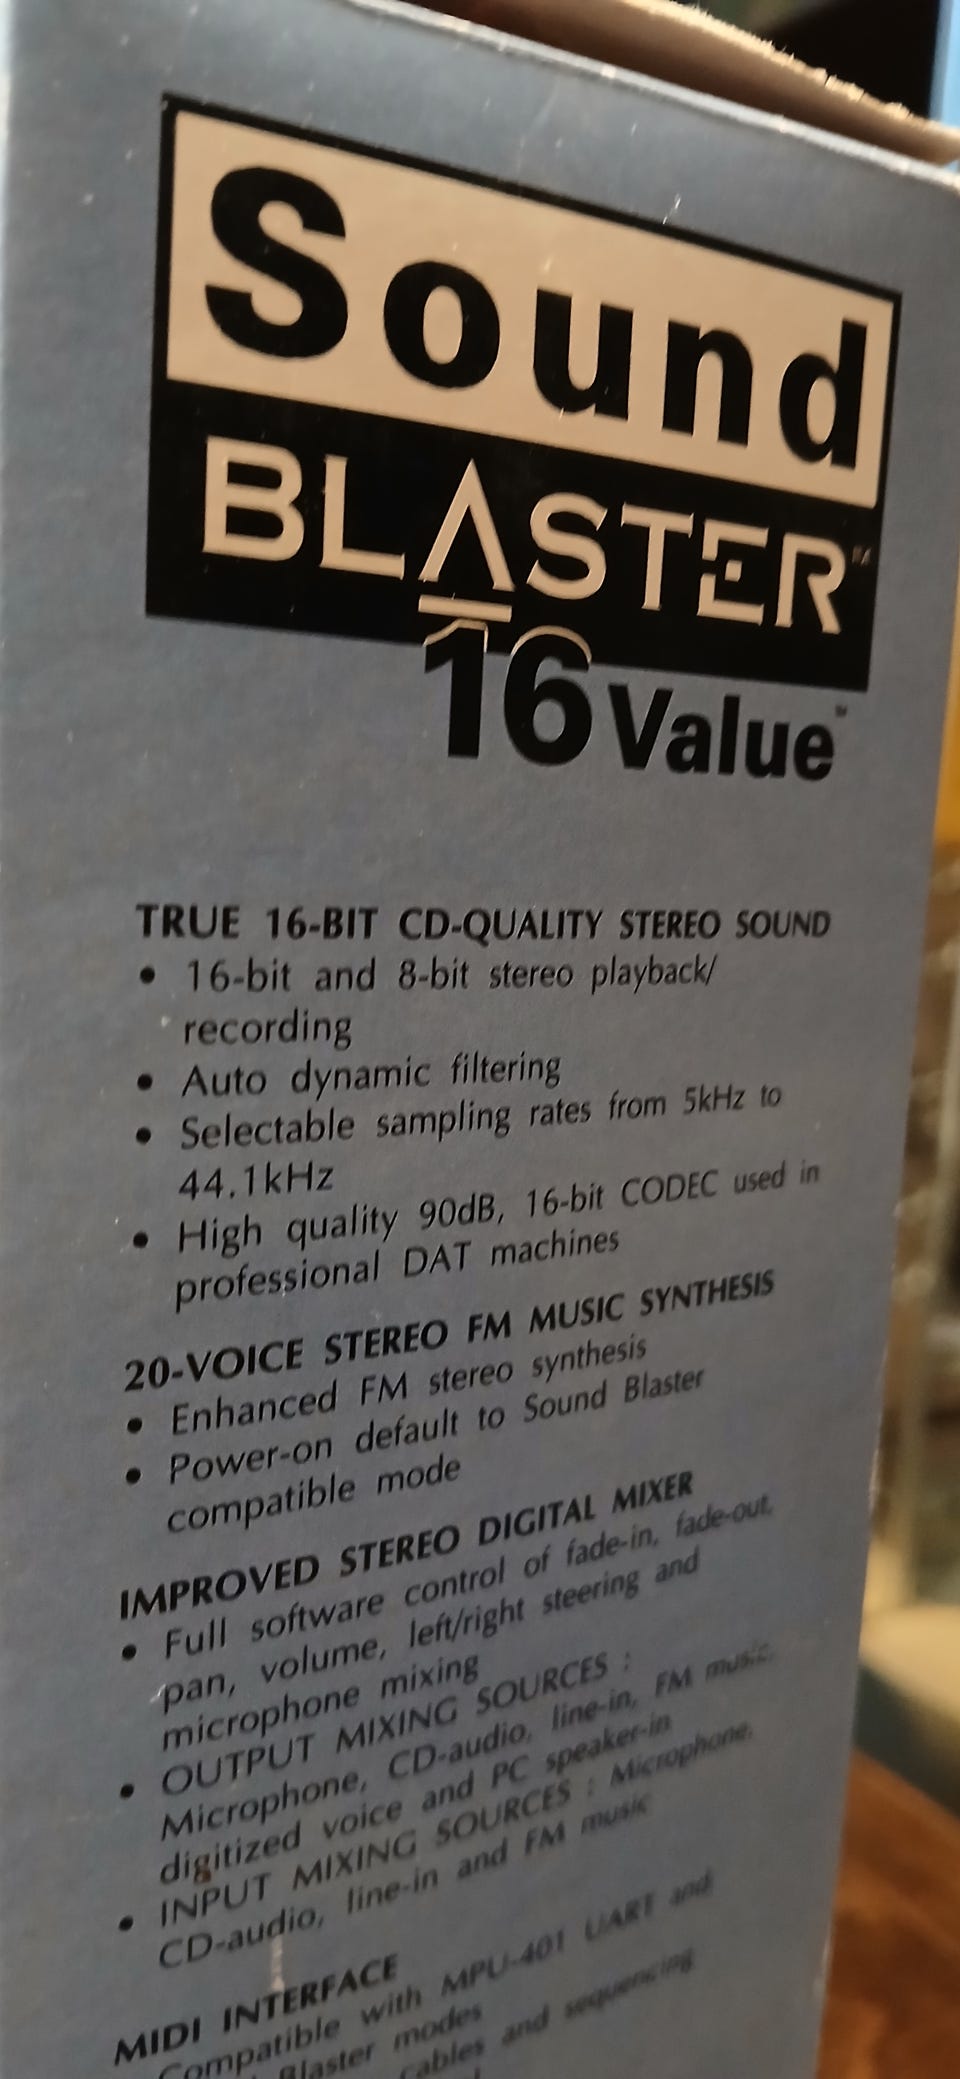 Sound
BLASTER™
16 Value™
TRUE 16-BIT CD-QUALITY STEREO SOUND
• 16-bit and 8-bit stereo playback/
recording
• Auto dynamic filtering
• Selectable sampling rates from 5kHz to
44.1kHz
• High quality 90dB, 16-bit CODEC used in
professional DAT machines
20-VOICE STEREO FM MUSIC SYNTHESIS
• Enhanced FM stereo synthesis
• Power-on default to Sound Blaster
compatible mode
IMPROVED STEREO DIGITAL MIXER
• Full software control of fade-in, fade-out,
pan, volume, left/right steering and
microphone mixing
• OUTPUT MIXING SOURCES :
Microphone, CD-audio, line-in, FM music,
digitized voice and PC speaker-in
• INPUT MIXING SOURCES : Microphone,
CD-audio, line-in and FM music
MIDI INTERFACE
Compatible with MPU-401 UART and
Blaster modes
cables and sequencing